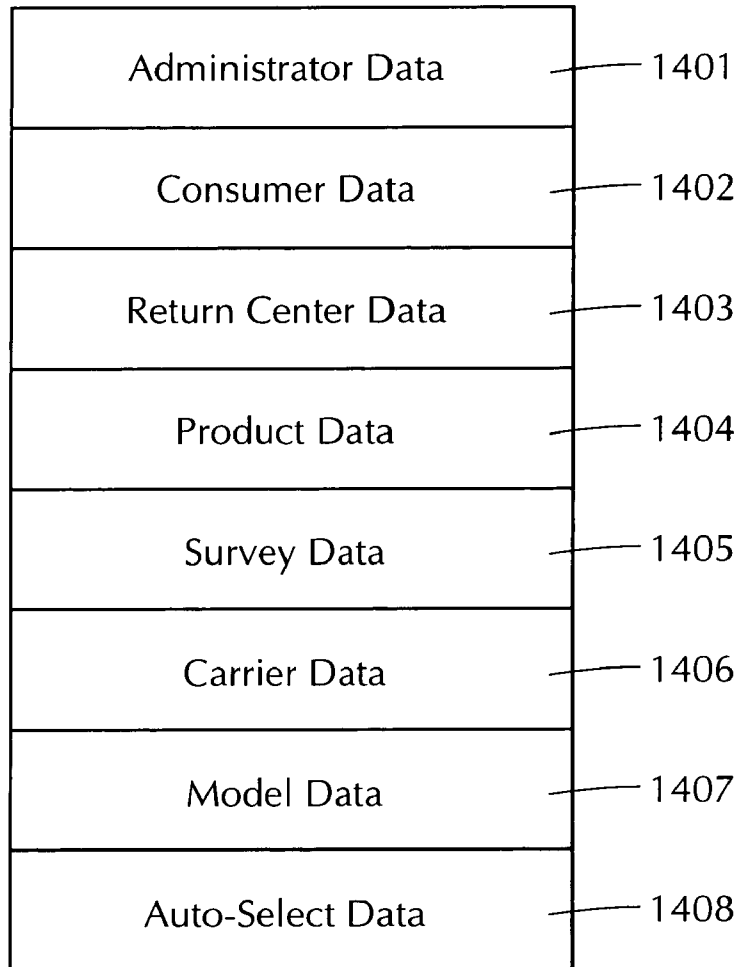 Administrator Data 1401
Consumer Data 1402
Return Center Data 1403
Product Data 1404
Survey Data 1405
Carrier Data 1406
Model Data 1407
Auto-Select Data 1408